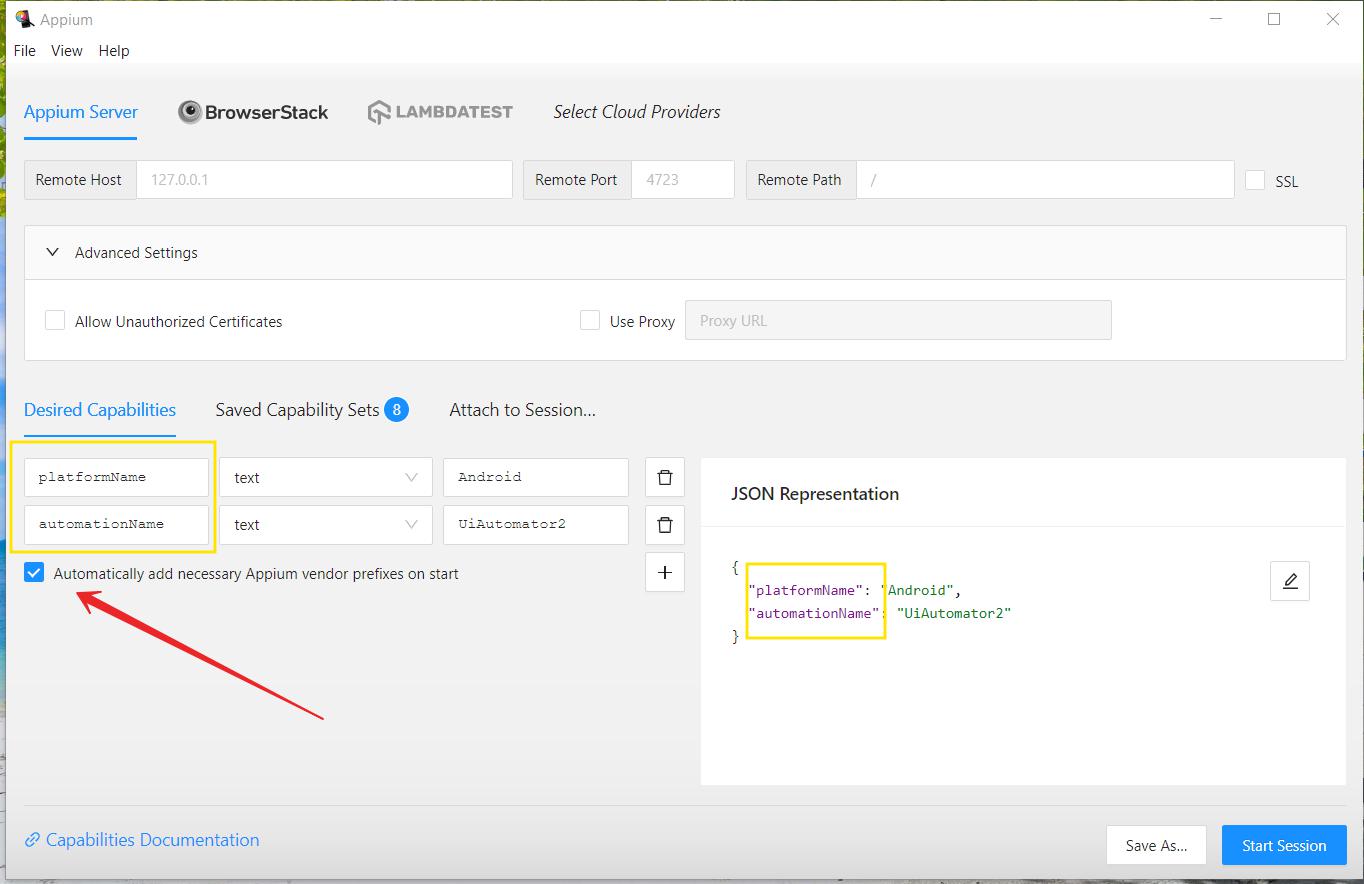 Appium
File View Help
Appium Server BrowserStack LAMBDATEST Select Cloud Providers
Remote Host 127.0.0.1 Remote Port 4723 Remote Path / SSL
Advanced Settings
Allow Unauthorized Certificates Use Proxy Proxy URL
Desired Capabilities Saved Capability Sets 8 Attach to Session...
platformName text Android
automationName text UiAutomator2
Automatically add necessary Appium vendor prefixes on start
JSON Representation
{
"platformName": "Android",
"automationName": "UiAutomator2"
}
Capabilities Documentation
Save As... Start Session